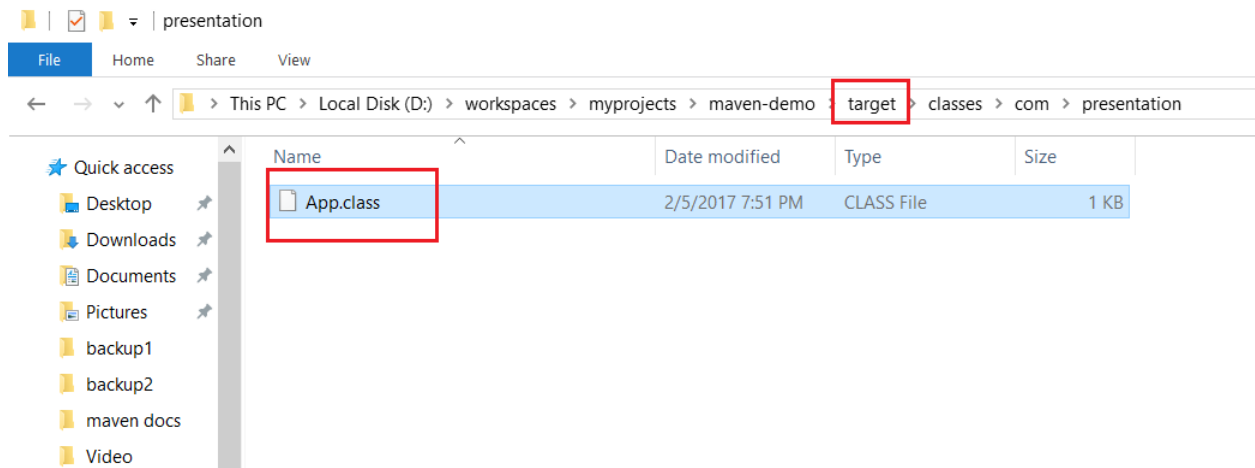 presentation
File Home Share View
This PC > Local Disk (D:) > workspaces > myprojects > maven-demo > target > classes > com > presentation
Quick access
Name Date modified Type Size
Desktop
App.class 2/5/2017 7:51 PM CLASS File 1 KB
Downloads
Documents
Pictures
backup1
backup2
maven docs
Video